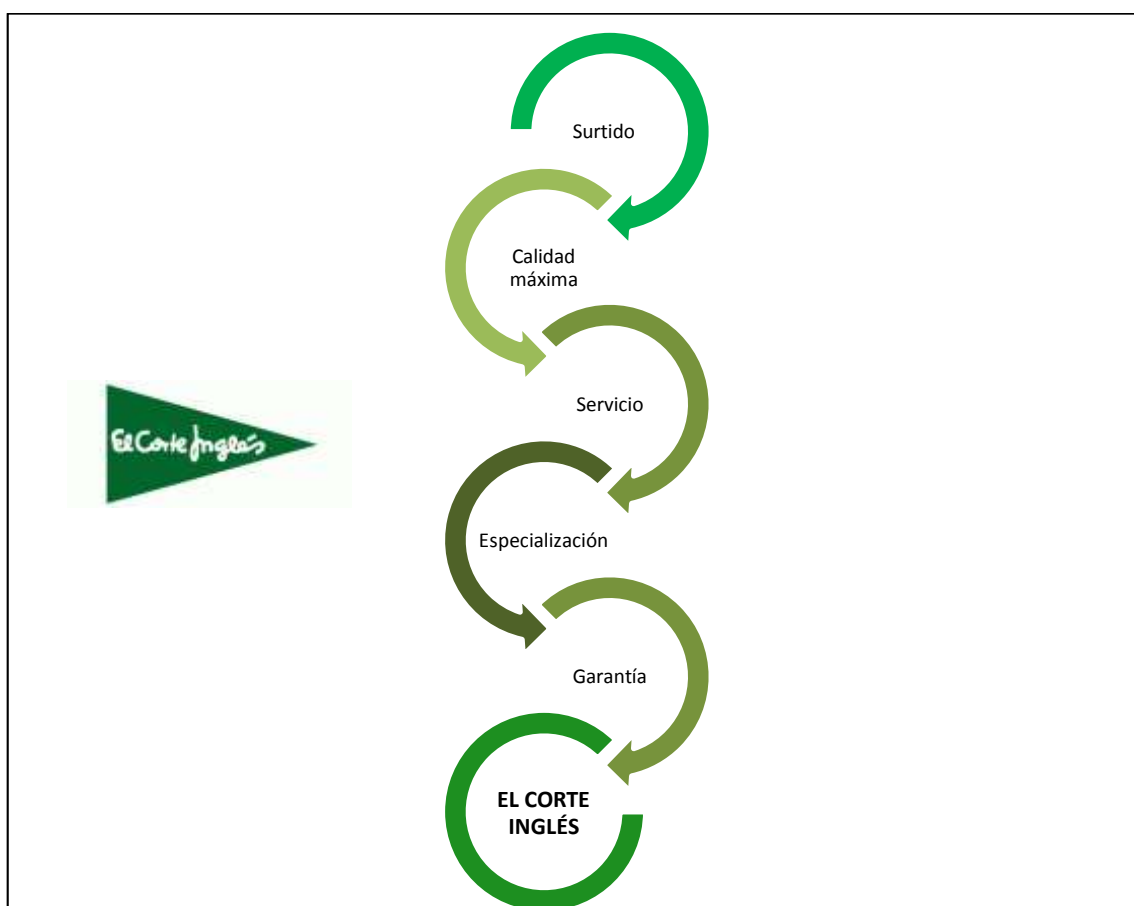 Surtido
Calidad
máxima
Servicio
El Corte Inglés
Especialización
Garantía
EL CORTE
INGLÉS